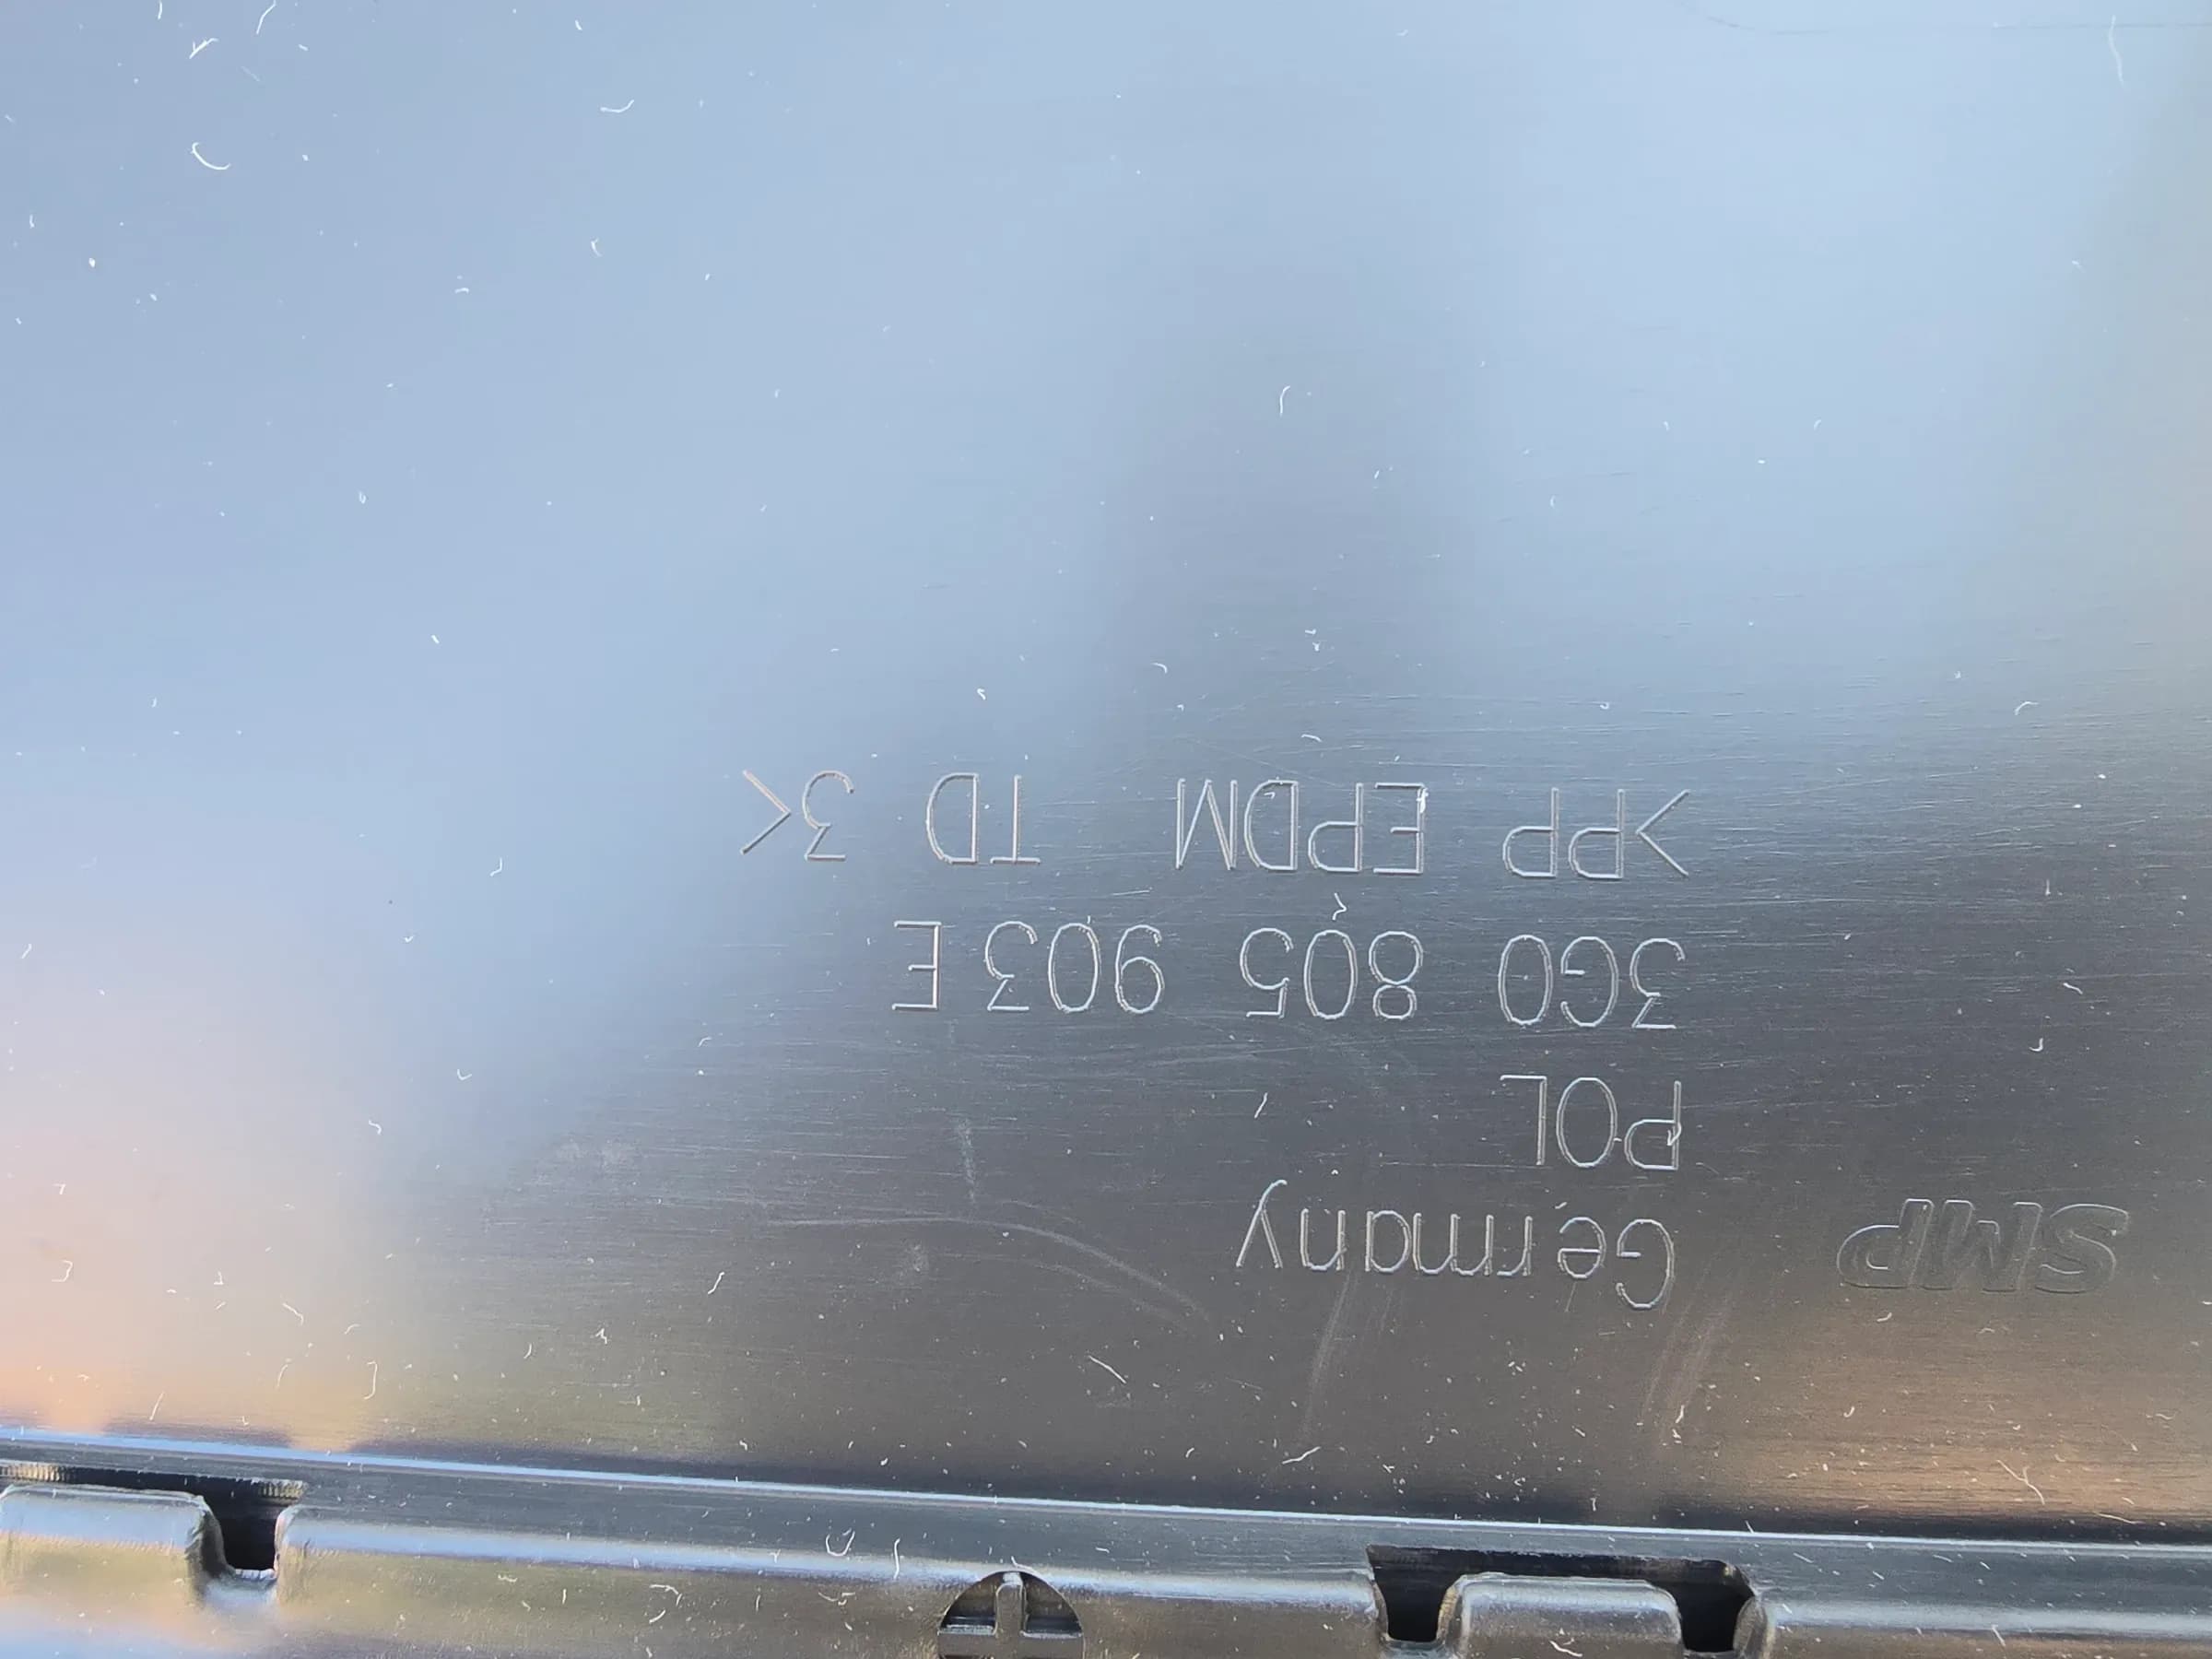 SMP Germany
POL
3G0 805 903 E
>PP EPDM TD 3<